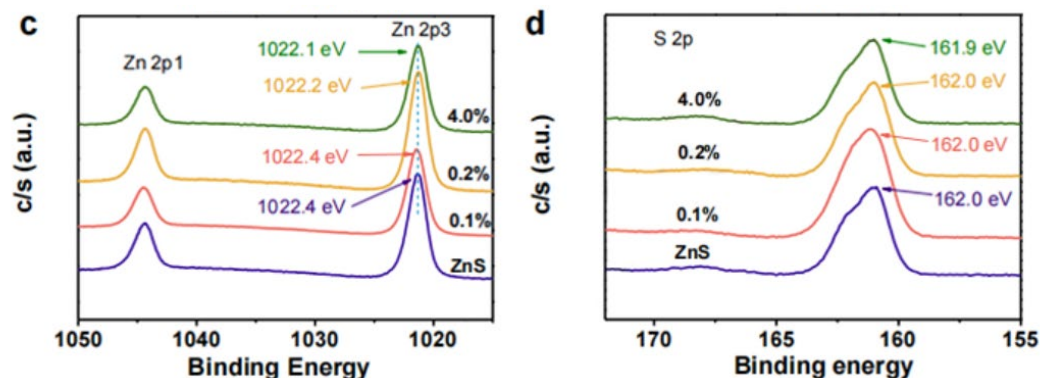 c
Zn 2p3
Zn 2p1
1022.1 eV
1022.2 eV
4.0%
1022.4 eV
0.2%
1022.4 eV
0.1%
ZnS
c/s (a.u.)
1050
1040
1030
1020
Binding Energy
d
S 2p
161.9 eV
4.0%
162.0 eV
0.2%
162.0 eV
0.1%
162.0 eV
ZnS
c/s (a.u.)
170
165
160
155
Binding energy